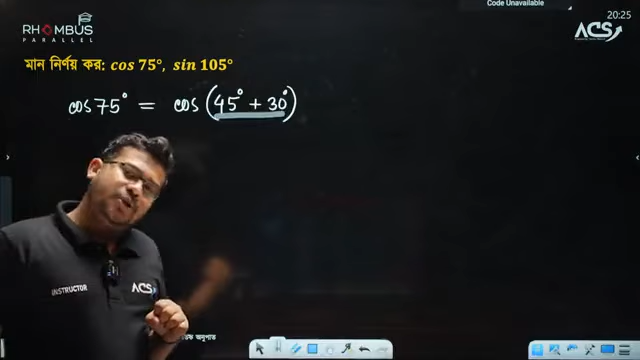 Code Unavailable
20:25
RHOMBUS
PARALLEL
ACS
মান নির্ণয় কর: cos 75°, sin 105°
cos 75° = cos (45° + 30°)
INSTRUCTOR
ACS
অনুপাত